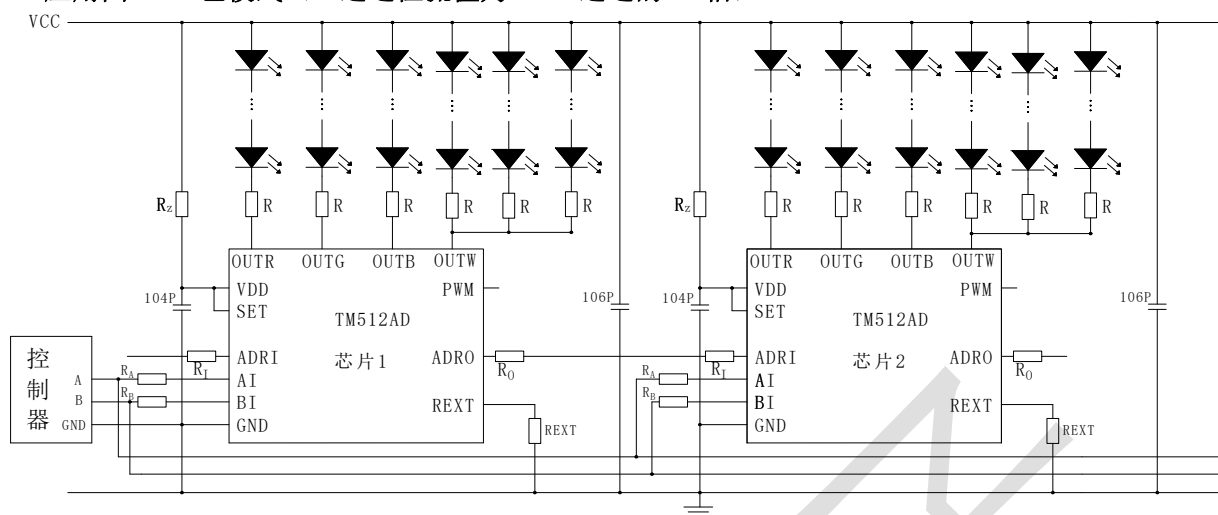 VCC
Rz R R R R R R Rz R R R R R R
OUTR OUTG OUTB OUTW OUTR OUTG OUTB OUTW
104P VDD PWM 106P 104P VDD PWM 106P
SET SET
TM512AD TM512AD
控制器 A B GND
RI ADRI 芯片1 ADRO RO RI ADRI 芯片2 ADRO RO
RA AI RA AI
RB BI REXT RB BI REXT
GND REXT GND REXT